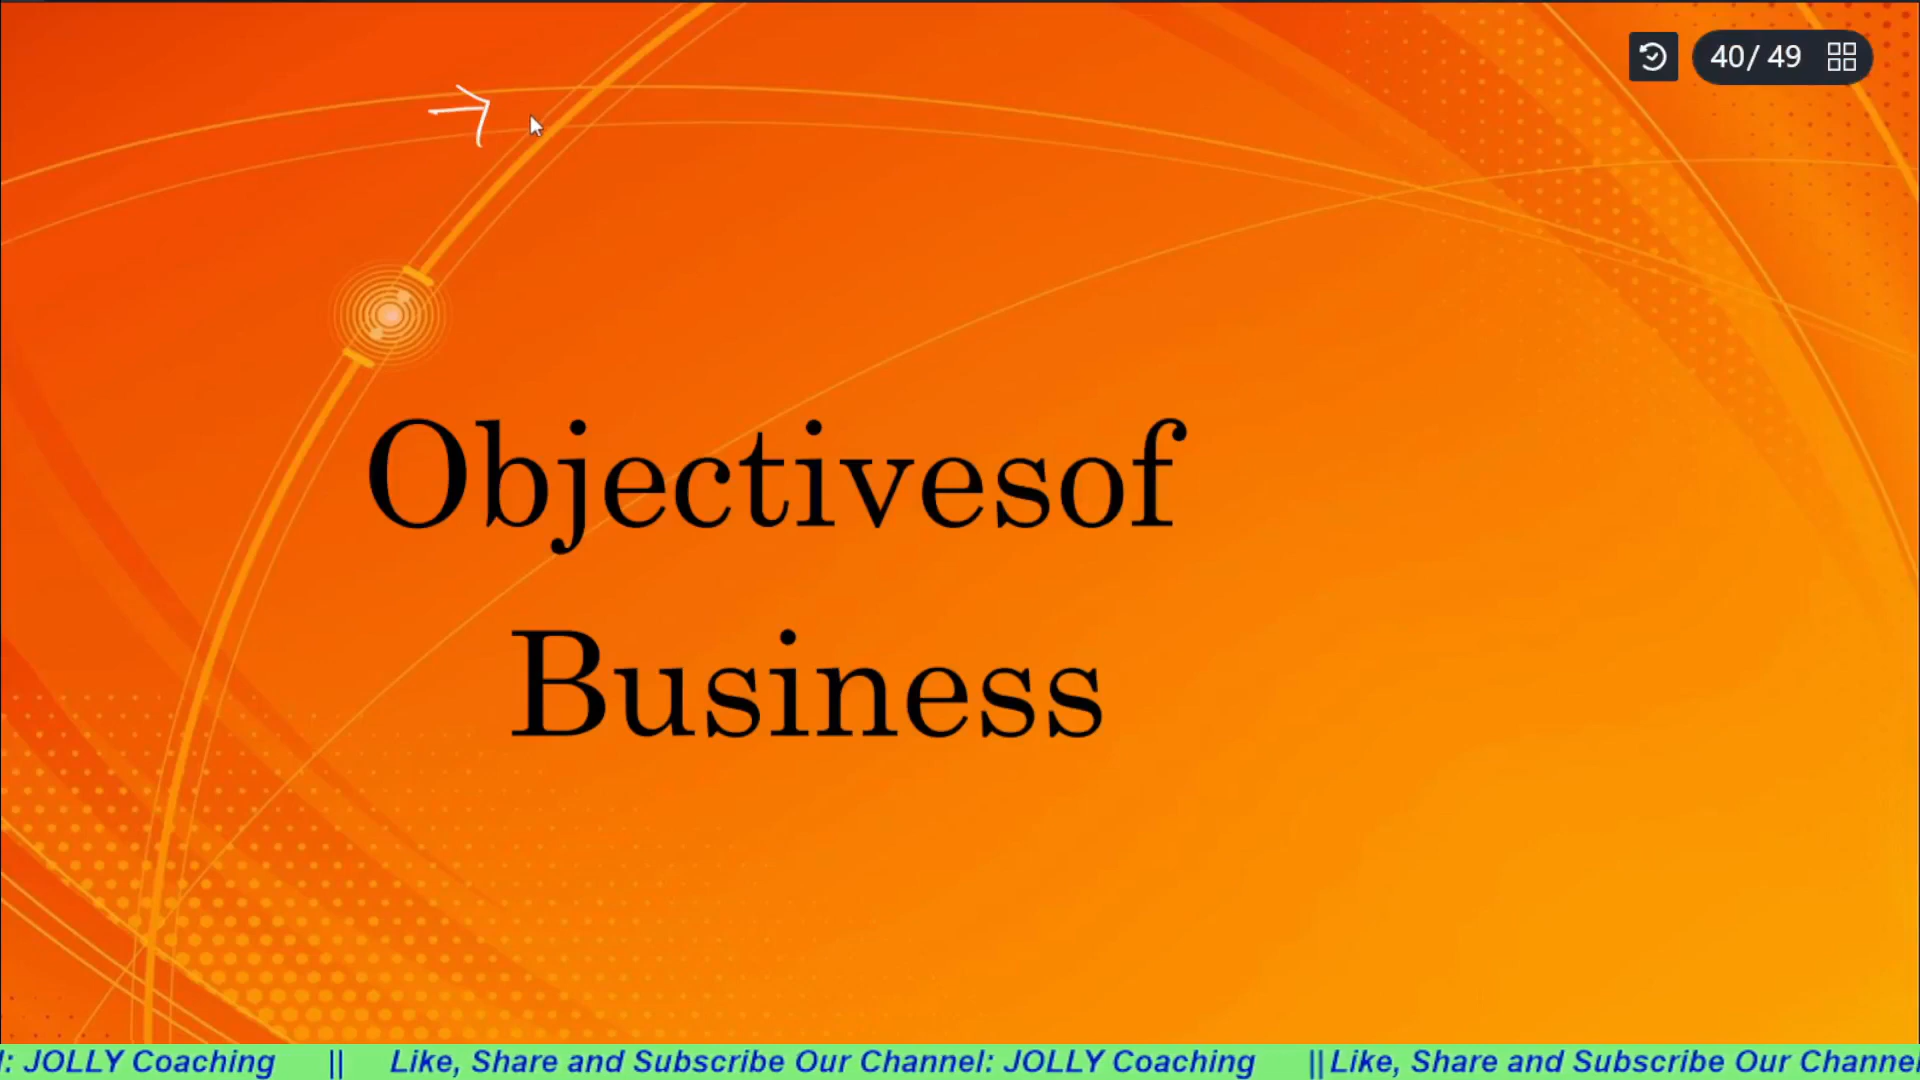 40/ 49
Objectivesof
Business
l: JOLLY Coaching || Like, Share and Subscribe Our Channel: JOLLY Coaching || Like, Share and Subscribe Our Channel